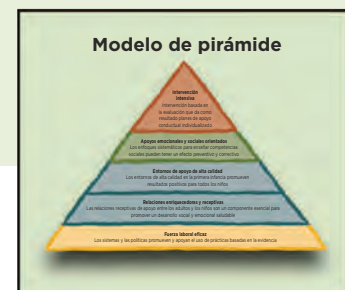 Modelo de pirámide
Intervención
intensiva
Intervención basada en
la evaluación que da como
resultado planes de apoyo
conductual individualizada
Apoyos emocionales y sociales orientados
Los enfoques sistemáticos para enseñar competencias
sociales pueden tener un efecto preventivo y correctivo
Entornos de apoyo de alta calidad
Los entornos de alta calidad en la primera infancia promueven
resultados positivos para todos los niños
Relaciones enriquecedoras y receptivas
Las relaciones receptivas de apoyo entre los adultos y los niños son un componente esencial para
promover un desarrollo social y emocional saludable
Fuerza laboral eficaz
Los sistemas y las políticas promueven y apoyan el uso de prácticas basadas en la evidencia